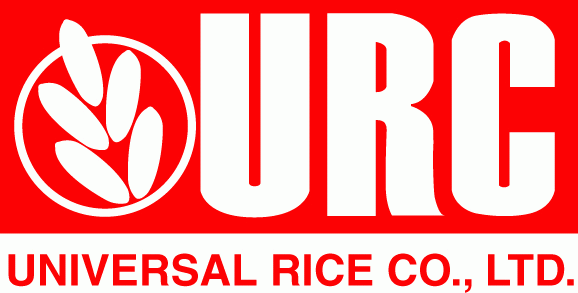 URC
UNIVERSAL RICE CO., LTD.